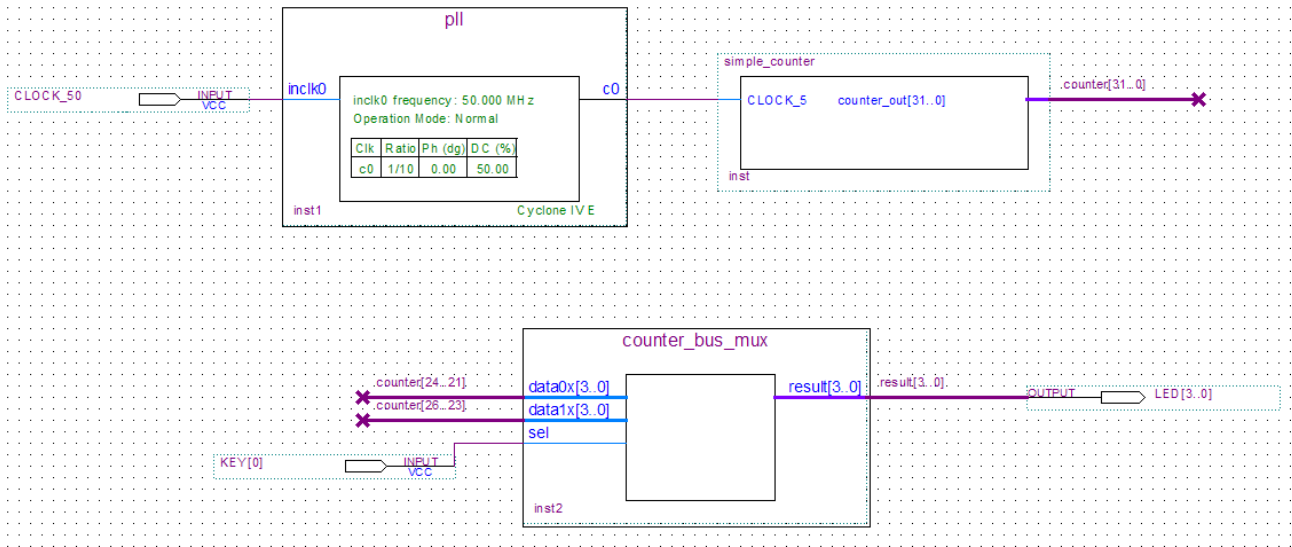 pll
CLOCK_50 INPUT VCC
inclk0 c0
inclk0 frequency: 50.000 MHz
Operation Mode: Normal
Clk Ratio Ph (dg) DC (%)
c0 1/10 0.00 50.00
inst1 Cyclone IV E
simple_counter
CLOCK_5 counter_out[31..0]
counter[31..0]
inst
counter_bus_mux
counter[24..21] data0x[3..0] result[3..0] result[3..0]
counter[26..23] data1x[3..0]
sel
OUTPUT LED[3..0]
KEY[0] INPUT VCC
inst2